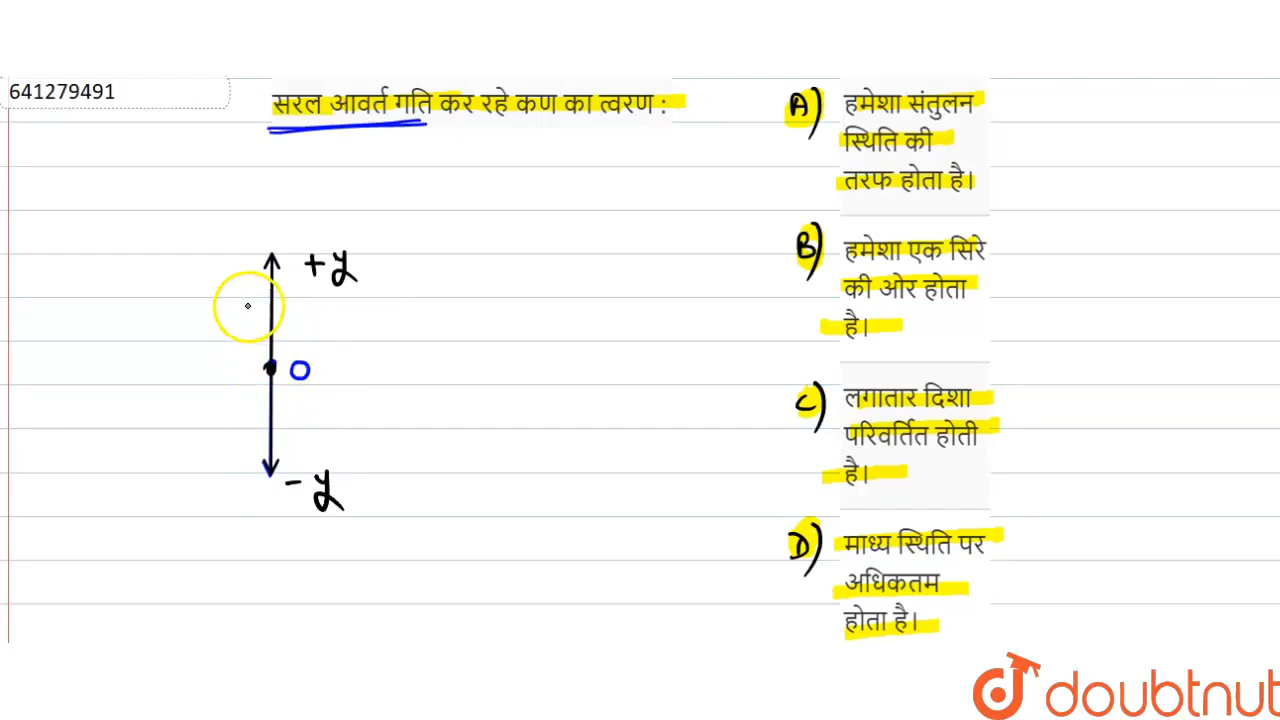 641279491
सरल आवर्त गति कर रहे कण का त्वरण :
A) हमेशा संतुलन
स्थिति की
तरफ होता है।
B) हमेशा एक सिरे
की ओर होता
है।
C) लगातार दिशा
परिवर्तित होती
है।
D) माध्य स्थिति पर
अधिकतम
होता है।
+y
0
-y
doubtnut